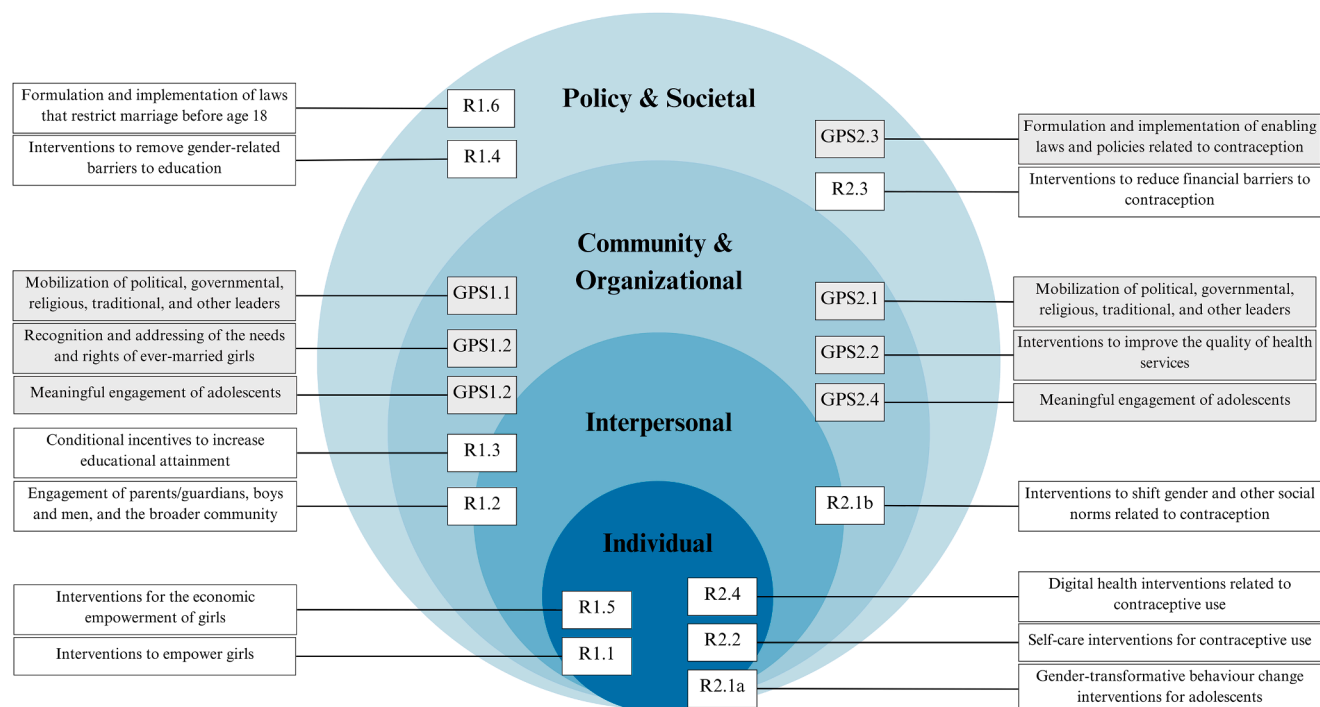 Policy & Societal
Formulation and implementation of laws
that restrict marriage before age 18
R1.6
Interventions to remove gender-related
barriers to education
R1.4
GPS2.3
Formulation and implementation of enabling
laws and policies related to contraception
R2.3
Interventions to reduce financial barriers to
contraception
Community &
Organizational
Mobilization of political, governmental,
religious, traditional, and other leaders
GPS1.1
Recognition and addressing of the needs
and rights of ever-married girls
GPS1.2
Meaningful engagement of adolescents
GPS1.2
GPS2.1
Mobilization of political, governmental,
religious, traditional, and other leaders
GPS2.2
Interventions to improve the quality of health
services
GPS2.4
Meaningful engagement of adolescents
Interpersonal
Conditional incentives to increase
educational attainment
R1.3
Engagement of parents/guardians, boys
and men, and the broader community
R1.2
R2.1b
Interventions to shift gender and other social
norms related to contraception
Individual
Interventions for the economic
empowerment of girls
R1.5
Interventions to empower girls
R1.1
R2.4
Digital health interventions related to
contraceptive use
R2.2
Self-care interventions for contraceptive use
R2.1a
Gender-transformative behaviour change
interventions for adolescents